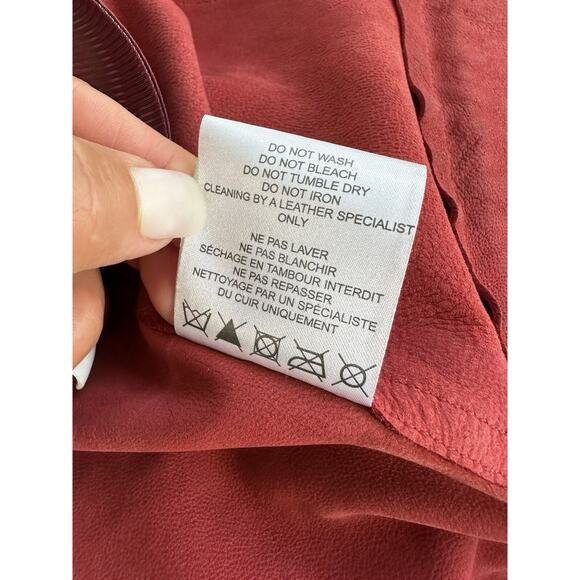 DO NOT WASH
DO NOT BLEACH
DO NOT TUMBLE DRY
DO NOT IRON
CLEANING BY A LEATHER SPECIALIST
ONLY
NE PAS LAVER
NE PAS BLANCHIR
SÉCHAGE EN TAMBOUR INTERDIT
NE PAS REPASSER
NETTOYAGE PAR UN SPÉCIALISTE
DU CUIR UNIQUEMENT